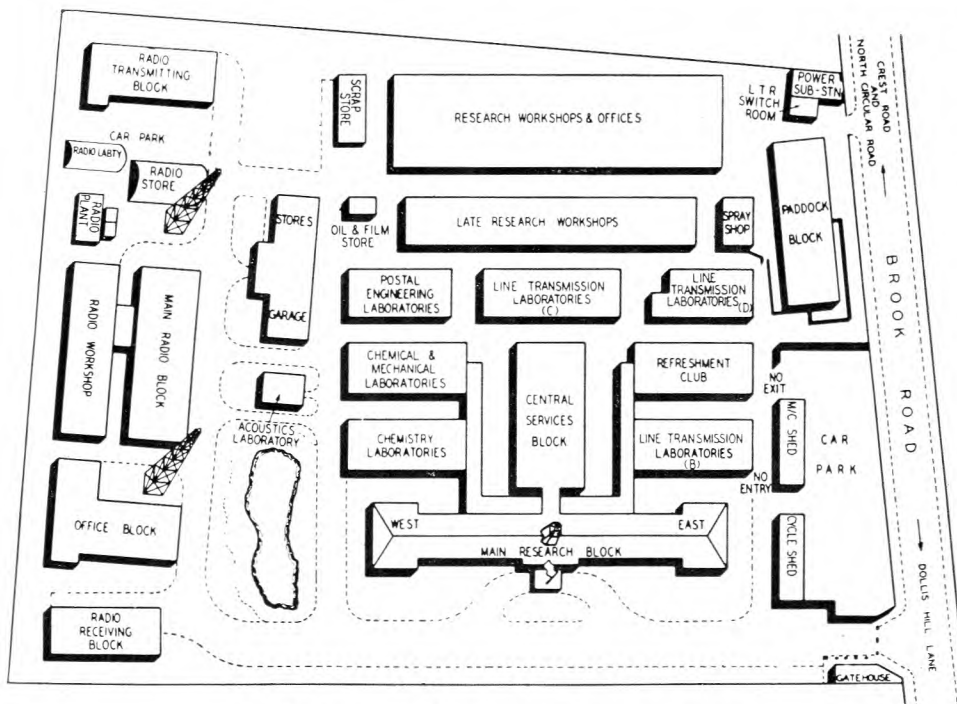 RADIO
TRANSMITTING
BLOCK
CAR PARK
RADIO LABTY
RADIO
STORE
RADIO
PLANT
SCRAP
STORE
RESEARCH WORKSHOPS & OFFICES
POWER
SUB-STN
L T R
SWITCH
ROOM
CREST ROAD
AND
NORTH CIRCULAR ROAD
STORES
OIL & FILM
STORE
LATE RESEARCH WORKSHOPS
SPRAY
SHOP
PADDOCK
BLOCK
BROOK ROAD
RADIO WORKSHOP
MAIN RADIO BLOCK
GARAGE
POSTAL
ENGINEERING
LABORATORIES
LINE TRANSMISSION
LABORATORIES
(C)
LINE
TRANSMISSION
LABORATORIES
(D)
CHEMICAL &
MECHANICAL
LABORATORIES
CENTRAL
SERVICES
BLOCK
REFRESHMENT
CLUB
NO
EXIT
ACOUSTICS
LABORATORY
CHEMISTRY
LABORATORIES
LINE TRANSMISSION
LABORATORIES
(B)
M/C SHED
CAR
PARK
NO
ENTRY
OFFICE BLOCK
WEST
EAST
MAIN RESEARCH BLOCK
CYCLE SHED
DOLLIS HILL LANE
RADIO
RECEIVING
BLOCK
GATEHOUSE